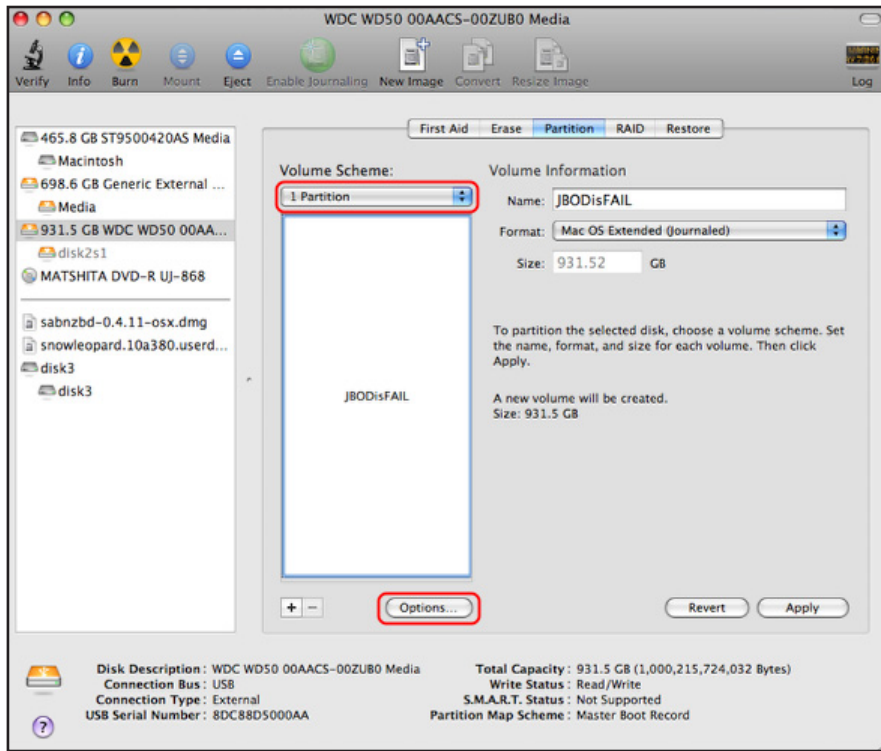 WDC WD50 00AACS-00ZUB0 Media
Verify Info Burn Mount Eject Enable Journaling New Image Convert Resize Image Log
465.8 GB ST9500420AS Media
Macintosh
698.6 GB Generic External ...
Media
931.5 GB WDC WD50 00AA...
disk2s1
MATSHITA DVD-R UJ-868
sabnzbd-0.4.11-osx.dmg
snowleopard.10a380.userd...
disk3
disk3
First Aid Erase Partition RAID Restore
Volume Scheme:
1 Partition
JBODisFAIL
+ −
Options...
Volume Information
Name: JBODisFAIL
Format: Mac OS Extended (Journaled)
Size: 931.52 GB
To partition the selected disk, choose a volume scheme. Set
the name, format, and size for each volume. Then click
Apply.
A new volume will be created.
Size: 931.5 GB
Revert Apply
Disk Description : WDC WD50 00AACS-00ZUB0 Media
Connection Bus : USB
Connection Type : External
USB Serial Number : 8DC88D5000AA
Total Capacity : 931.5 GB (1,000,215,724,032 Bytes)
Write Status : Read/Write
S.M.A.R.T. Status : Not Supported
Partition Map Scheme : Master Boot Record
?